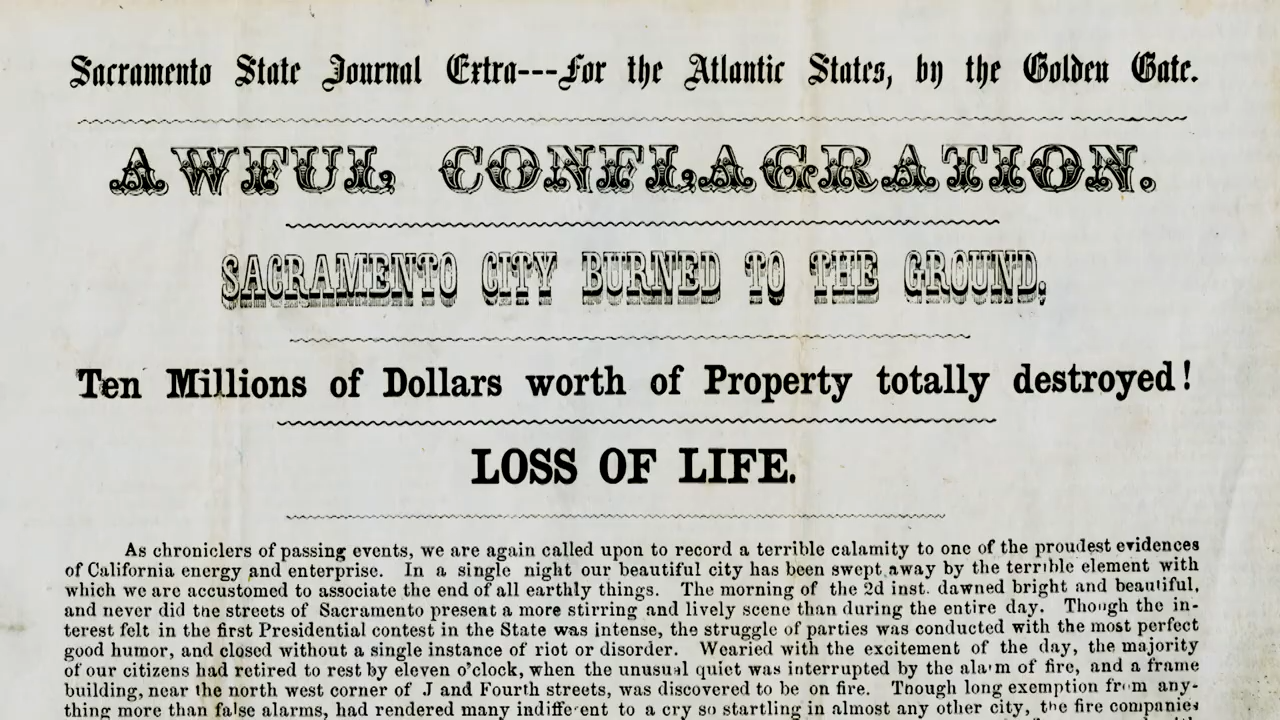 Sacramento State Journal Extra---For the Atlantic States, by the Golden Gate.
AWFUL CONFLAGRATION.
SACRAMENTO CITY BURNED TO THE GROUND.
Ten Millions of Dollars worth of Property totally destroyed!
LOSS OF LIFE.
As chroniclers of passing events, we are again called upon to record a terrible calamity to one of the proudest evidences
of California energy and enterprise. In a single night our beautiful city has been swept away by the terrible element with
which we are accustomed to associate the end of all earthly things. The morning of the 2d inst. dawned bright and beautiful,
and never did the streets of Sacramento present a more stirring and lively scene than during the entire day. Though the in-
terest felt in the first Presidential contest in the State was intense, the struggle of parties was conducted with the most perfect
good humor, and closed without a single instance of riot or disorder. Wearied with the excitement of the day, the majority
of our citizens had retired to rest by eleven o'clock, when the unusual quiet was interrupted by the alarm of fire, and a frame
building, near the north west corner of J and Fourth streets, was discovered to be on fire. Though long exemption from any-
thing more than false alarms, had rendered many indifferent to a cry so startling in almost any other city, the fire companies